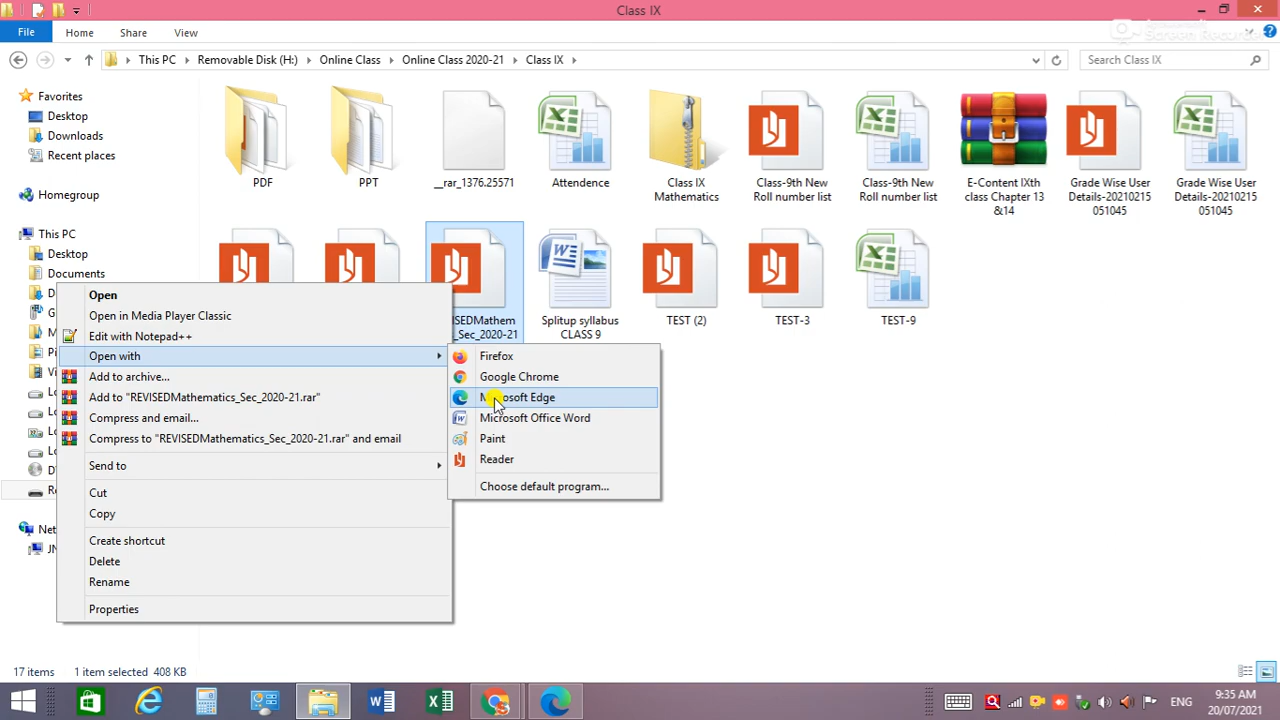 Class IX
File
Home
Share
View
Screen Recorder
This PC
Removable Disk (H:)
Online Class
Online Class 2020-21
Class IX
Search Class IX
Favorites
Desktop
Downloads
Recent places
Homegroup
This PC
Desktop
Documents
Net
PDF
PPT
__rar_1376.25571
Attendence
Class IX
Mathematics
Class-9th New
Roll number list
Class-9th New
Roll number list
E-Content IXth
class Chapter 13
&14
Grade Wise User
Details-20210215
051045
Grade Wise User
Details-20210215
051045
Splitup syllabus
CLASS 9
TEST (2)
TEST-3
TEST-9
Open
Open in Media Player Classic
Edit with Notepad++
Open with
Add to archive...
Add to "REVISEDMathematics_Sec_2020-21.rar"
Compress and email...
Compress to "REVISEDMathematics_Sec_2020-21.rar" and email
Send to
Cut
Copy
Create shortcut
Delete
Rename
Properties
Firefox
Google Chrome
Microsoft Edge
Microsoft Office Word
Paint
Reader
Choose default program...
17 items
1 item selected 408 KB
ENG
9:35 AM
20/07/2021